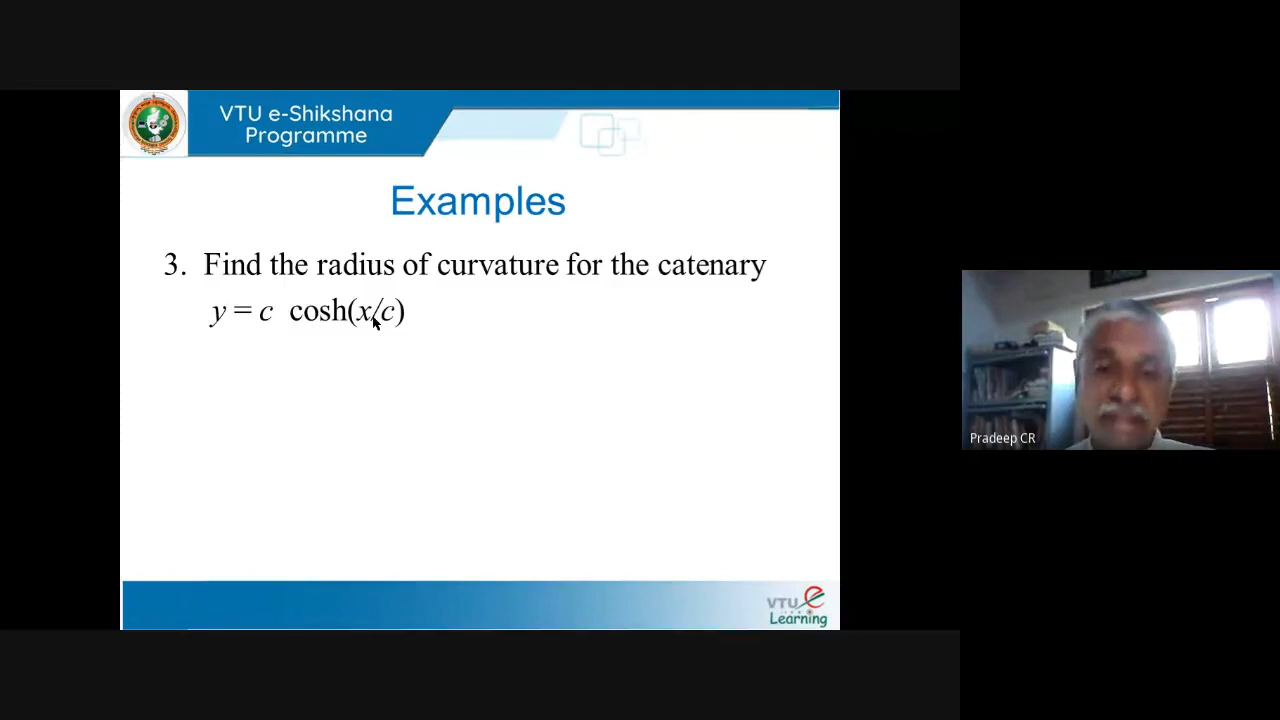 VTU e-Shikshana
Programme
Examples
3. Find the radius of curvature for the catenary
y = c cosh(x/c)
Pradeep CR
VTU e
Learning